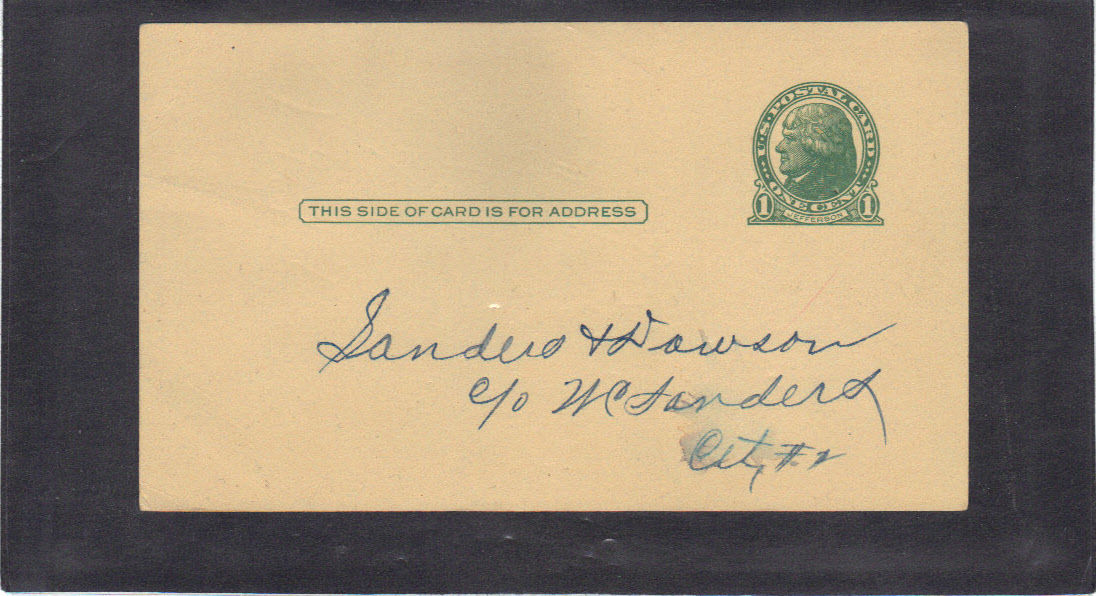 U.S. POSTAL CARD
ONE CENT
1 JEFFERSON 1
THIS SIDE OF CARD IS FOR ADDRESS
Sanders & Dawson
c/o WC Sanders
City, #2